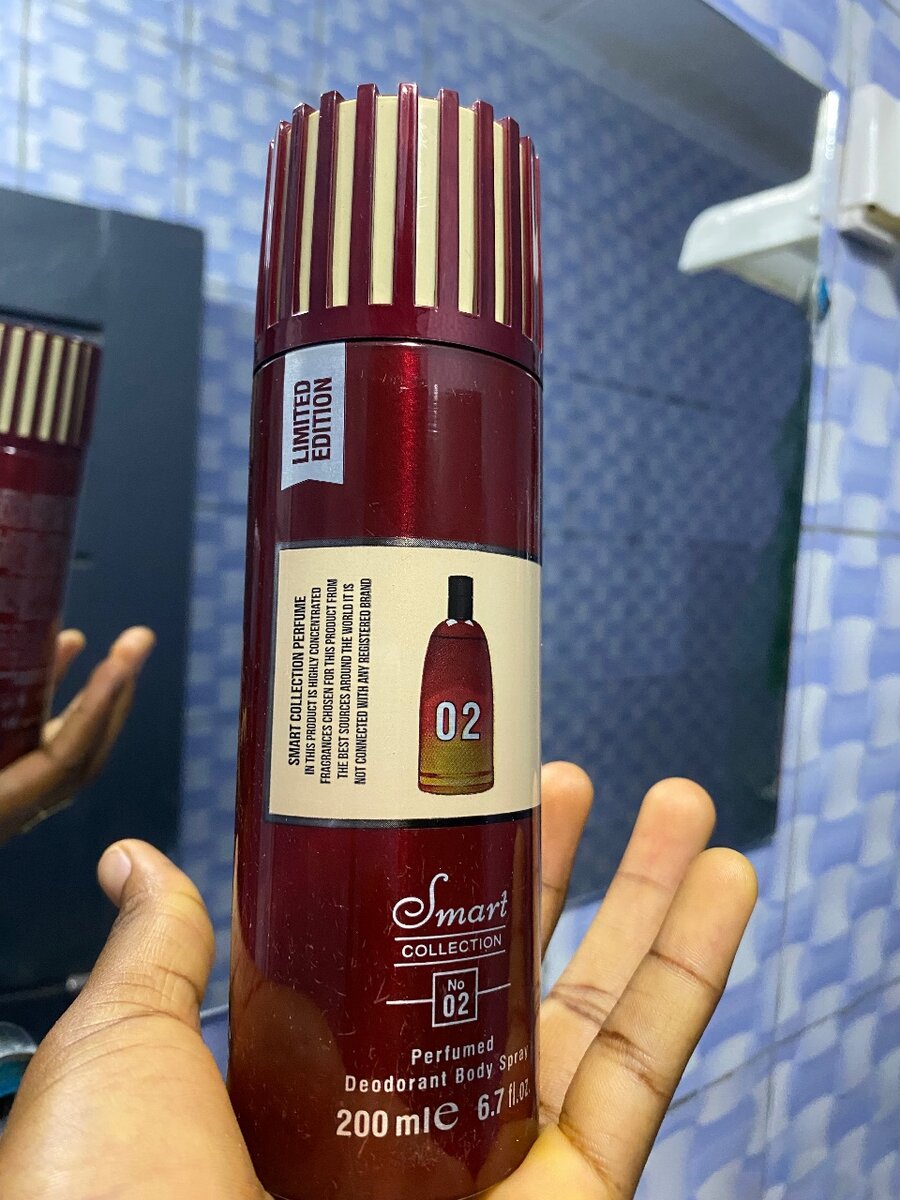 LIMITED
EDITION
SMART COLLECTION PERFUME
IN THIS PRODUCT IS HIGHLY CONCENTRATED
FRAGRANCES CHOSEN FOR THIS PRODUCT FROM
THE BEST SOURCES AROUND THE WORLD IT IS
NOT CONNECTED WITH ANY REGISTERED BRAND
02
Smart
COLLECTION
No
02
Perfumed
Deodorant Body Spray
200 ml e 6.7 fl.oz.